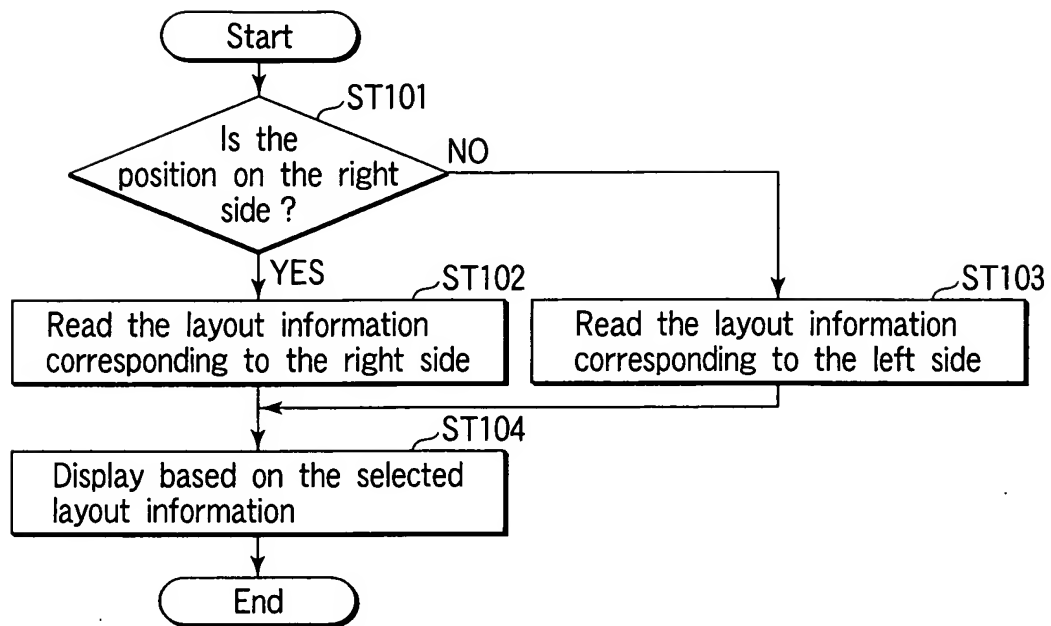 Start
ST101
Is the
position on the right
side ?
NO
YES
ST102
Read the layout information
corresponding to the right side
ST103
Read the layout information
corresponding to the left side
ST104
Display based on the selected
layout information
End